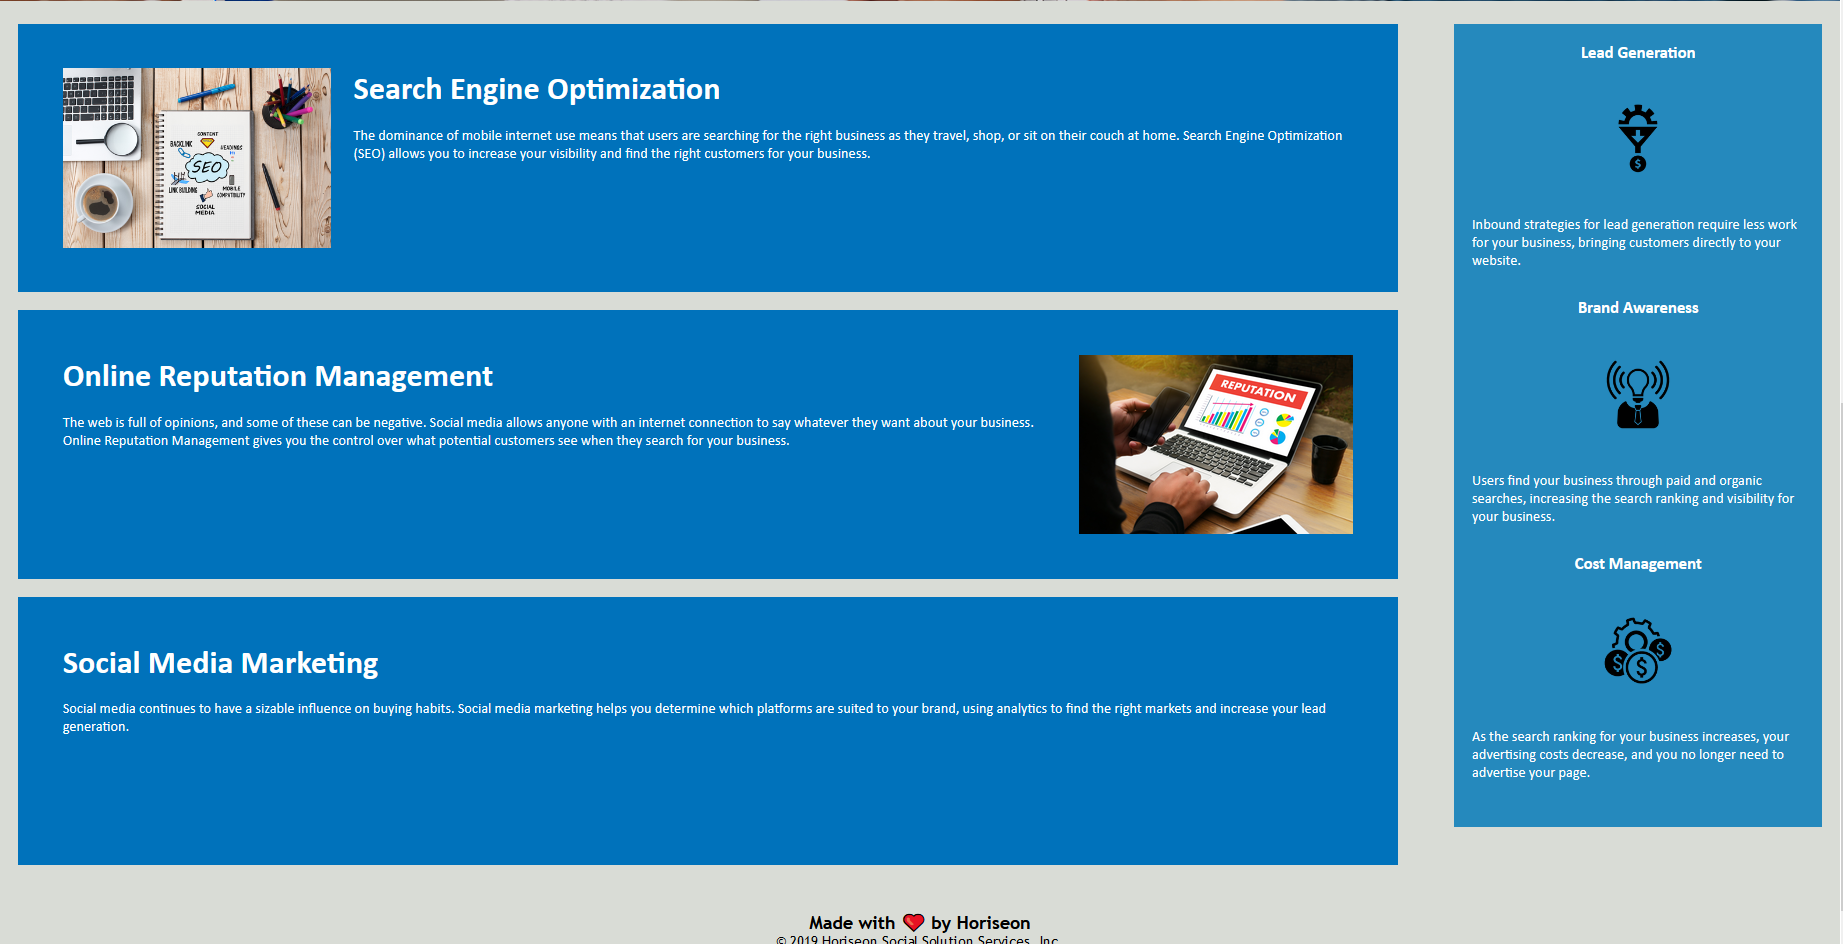 Search Engine Optimization
The dominance of mobile internet use means that users are searching for the right business as they travel, shop, or sit on their couch at home. Search Engine Optimization
(SEO) allows you to increase your visibility and find the right customers for your business.
CONTENT
BACKLINK
HEADINGS
SEO
LINK BUILDING
MOBILE
COMPATIBILITY
SOCIAL
MEDIA
Online Reputation Management
The web is full of opinions, and some of these can be negative. Social media allows anyone with an internet connection to say whatever they want about your business.
Online Reputation Management gives you the control over what potential customers see when they search for your business.
REPUTATION
Social Media Marketing
Social media continues to have a sizable influence on buying habits. Social media marketing helps you determine which platforms are suited to your brand, using analytics to find the right markets and increase your lead
generation.
Lead Generation
$
Inbound strategies for lead generation require less work
for your business, bringing customers directly to your
website.
Brand Awareness
Users find your business through paid and organic
searches, increasing the search ranking and visibility for
your business.
Cost Management
$ $ $
As the search ranking for your business increases, your
advertising costs decrease, and you no longer need to
advertise your page.
Made with ❤️ by Horiseon
© 2019 Horiseon Social Solution Services, Inc.